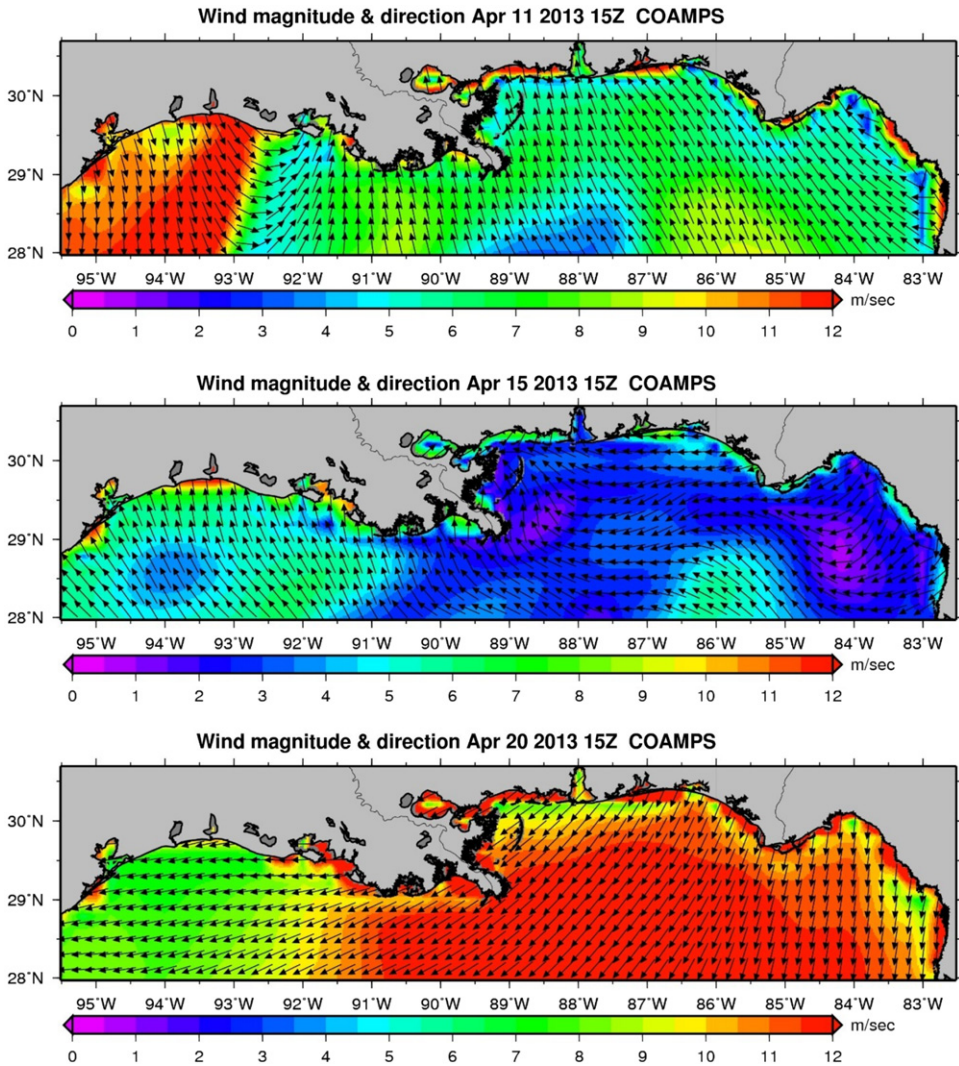 Wind magnitude & direction Apr 11 2013 15Z  COAMPS
30°N
29°N
28°N
95°W 94°W 93°W 92°W 91°W 90°W 89°W 88°W 87°W 86°W 85°W 84°W 83°W
m/sec
0 1 2 3 4 5 6 7 8 9 10 11 12
Wind magnitude & direction Apr 15 2013 15Z  COAMPS
30°N
29°N
28°N
95°W 94°W 93°W 92°W 91°W 90°W 89°W 88°W 87°W 86°W 85°W 84°W 83°W
m/sec
0 1 2 3 4 5 6 7 8 9 10 11 12
Wind magnitude & direction Apr 20 2013 15Z  COAMPS
30°N
29°N
28°N
95°W 94°W 93°W 92°W 91°W 90°W 89°W 88°W 87°W 86°W 85°W 84°W 83°W
m/sec
0 1 2 3 4 5 6 7 8 9 10 11 12